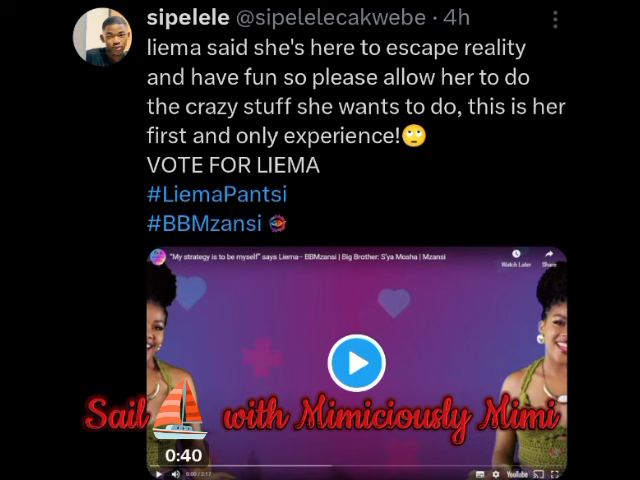 sipelele @sipelelecakwebe · 4h
liema said she's here to escape reality
and have fun so please allow her to do
the crazy stuff she wants to do, this is her
first and only experience!🙄
VOTE FOR LIEMA
#LiemaPantsi
#BBMzansi
"My strategy is to be myself" says Liema– BBMzansi | Big Brother: S'ya Mosha | Mzansi
Watch Later
Share
Sail with Mimiciously Mimi
0:40
YouTube